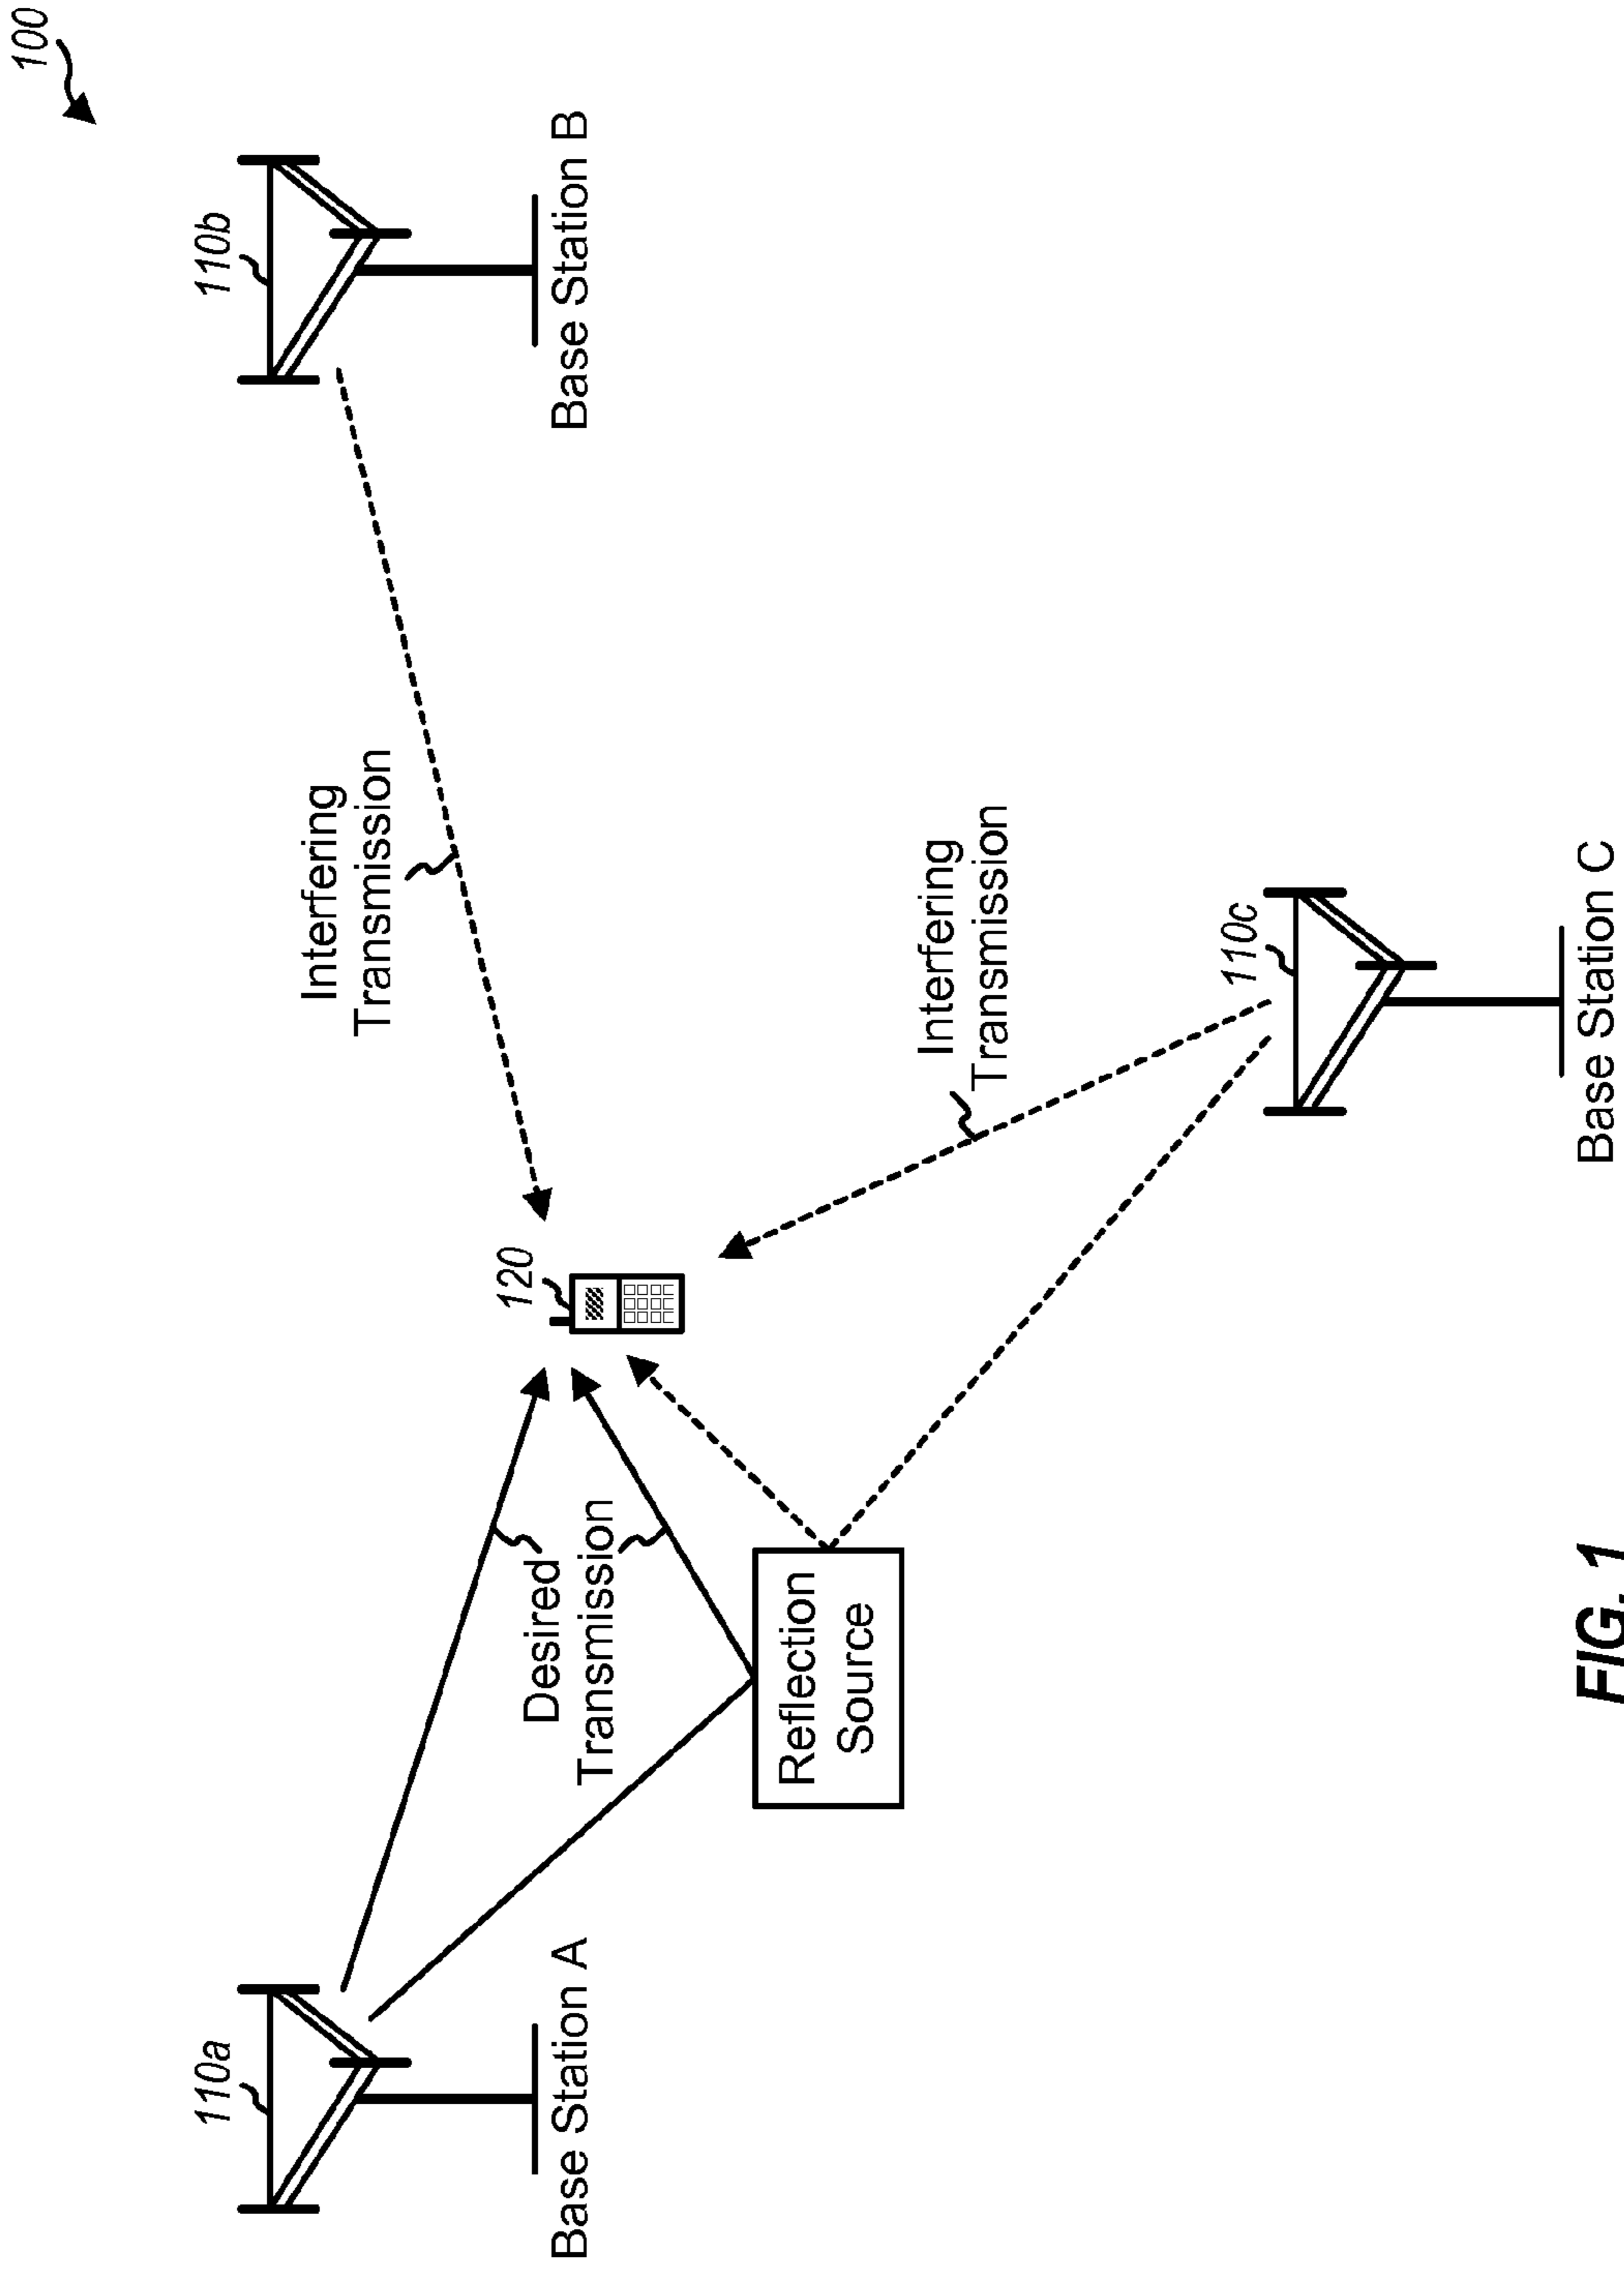 100
110a
110b
Base Station A
Base Station B
Interfering
Transmission
120
Desired
Transmission
Reflection
Source
Interfering
Transmission
110c
Base Station C
FIG. 1